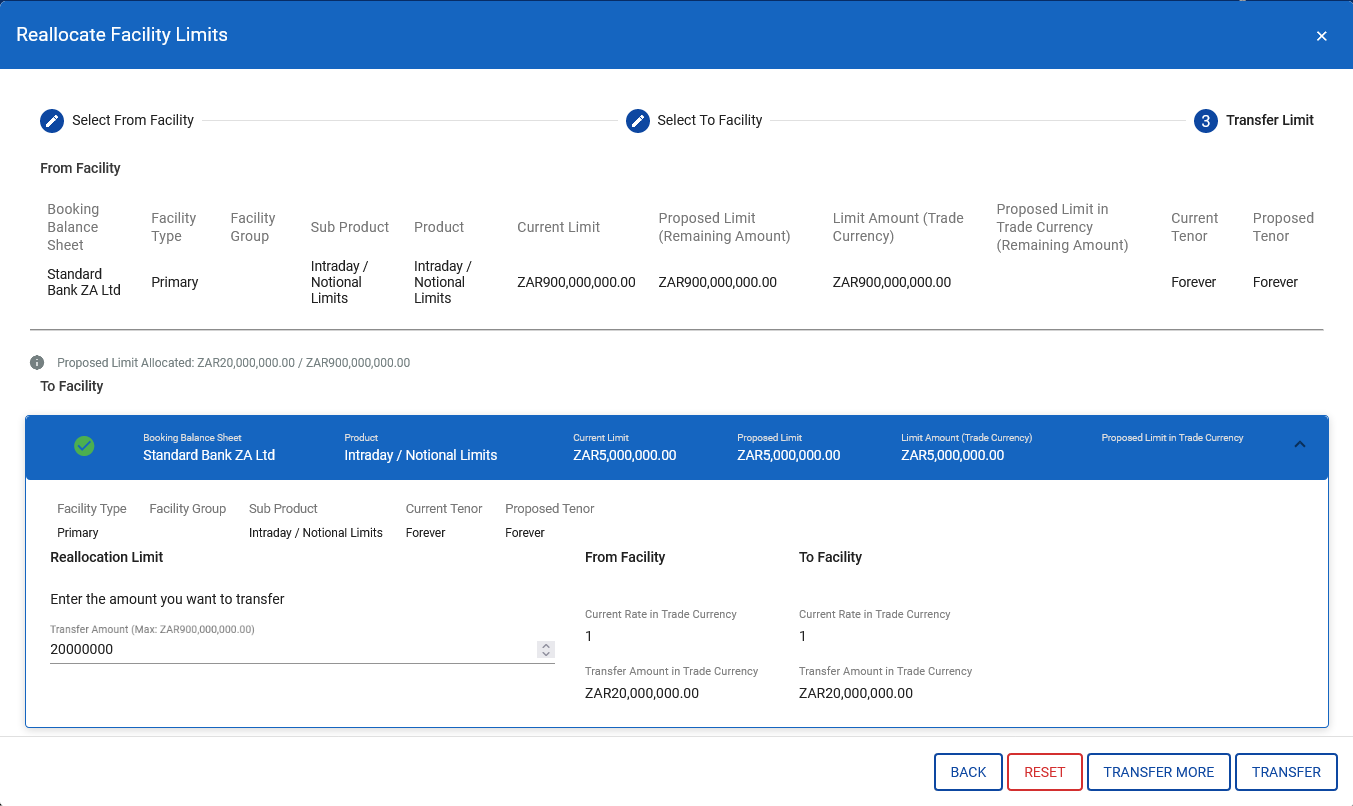 Reallocate Facility Limits
Select From Facility
Select To Facility
3 Transfer Limit
From Facility
Booking Balance Sheet
Facility Type
Facility Group
Sub Product
Product
Current Limit
Proposed Limit (Remaining Amount)
Limit Amount (Trade Currency)
Proposed Limit in Trade Currency (Remaining Amount)
Current Tenor
Proposed Tenor
Standard Bank ZA Ltd
Primary
Intraday / Notional Limits
Intraday / Notional Limits
ZAR900,000,000.00
ZAR900,000,000.00
ZAR900,000,000.00
Forever
Forever
Proposed Limit Allocated: ZAR20,000,000.00 / ZAR900,000,000.00
To Facility
Booking Balance Sheet
Product
Current Limit
Proposed Limit
Limit Amount (Trade Currency)
Proposed Limit in Trade Currency
Standard Bank ZA Ltd
Intraday / Notional Limits
ZAR5,000,000.00
ZAR5,000,000.00
ZAR5,000,000.00
Facility Type
Facility Group
Sub Product
Current Tenor
Proposed Tenor
Primary
Intraday / Notional Limits
Forever
Forever
Reallocation Limit
From Facility
To Facility
Enter the amount you want to transfer
Transfer Amount (Max: ZAR900,000,000.00)
20000000
Current Rate in Trade Currency
1
Current Rate in Trade Currency
1
Transfer Amount in Trade Currency
ZAR20,000,000.00
Transfer Amount in Trade Currency
ZAR20,000,000.00
BACK
RESET
TRANSFER MORE
TRANSFER